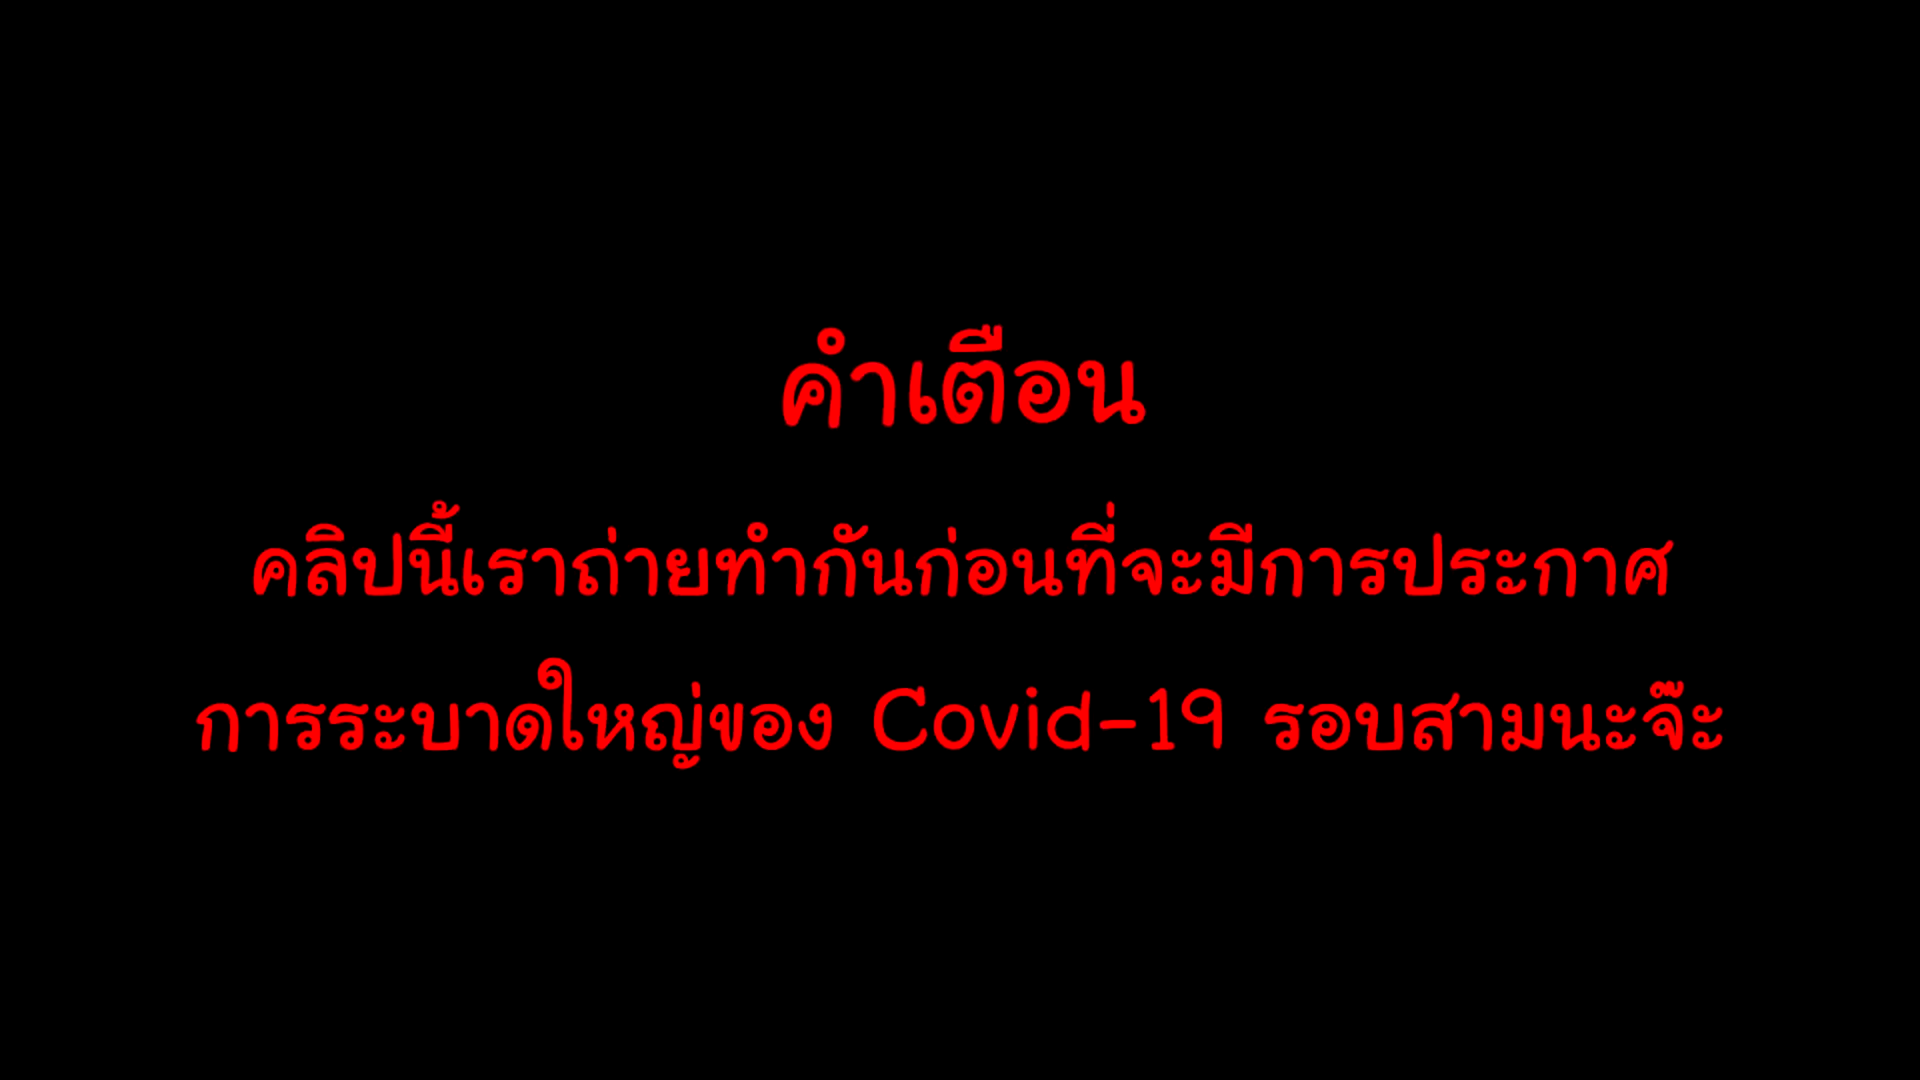 คำเตือน
คลิปนี้เราถ่ายทำกันก่อนที่จะมีการประกาศ
การระบาดใหญ่ของ Covid-19 รอบสามนะจ๊ะ